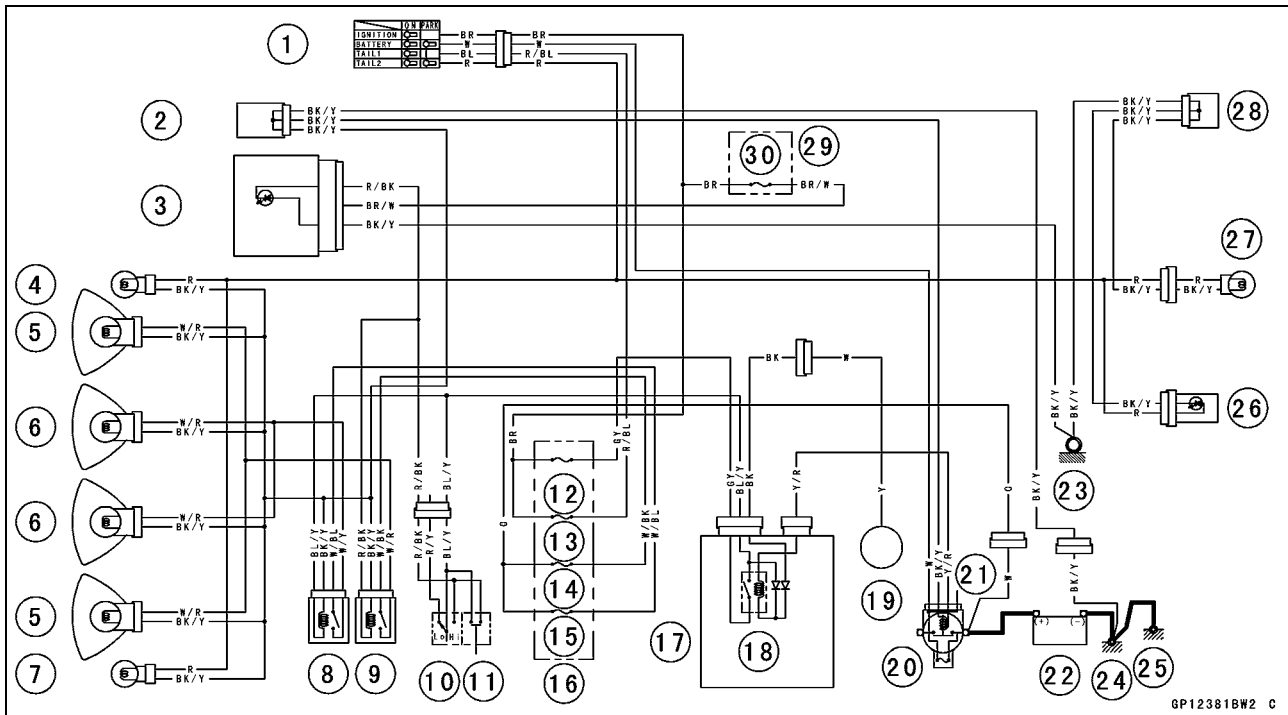 1
ON PARK
IGNITION
BATTERY
TAIL1
TAIL2
BR BR
W W
BL R/BL
R R
2
BK/Y
BK/Y
BK/Y
3
R/BK
BR/W
BK/Y
30
29
BR BR/W
BK/Y
BK/Y
BK/Y
28
27
R R
BK/Y BK/Y
4
R
BK/Y
5
W/R
BK/Y
6
W/R
BK/Y
6
W/R
BK/Y
5
W/R
BK/Y
7
R
BK/Y
BL/Y
BK/Y
W/BL
W/Y
8
R/BK
BK/Y
W/BK
W/R
9
R/BK
BL/Y
R/BK
R/Y
BL/Y
Lo Hi
10
11
BR
GY
R/BL
O
W/BK
W/BL
12
13
14
15
16
BK W
GY
BL/Y
BK
Y/R
17
18
Y
19
W
BK/Y
Y/R
20
21
O
W
BK/Y
BK/Y
(+) (-)
22
24
25
BK/Y
BK/Y
23
BK/Y
R
26
GP12381BW2 C